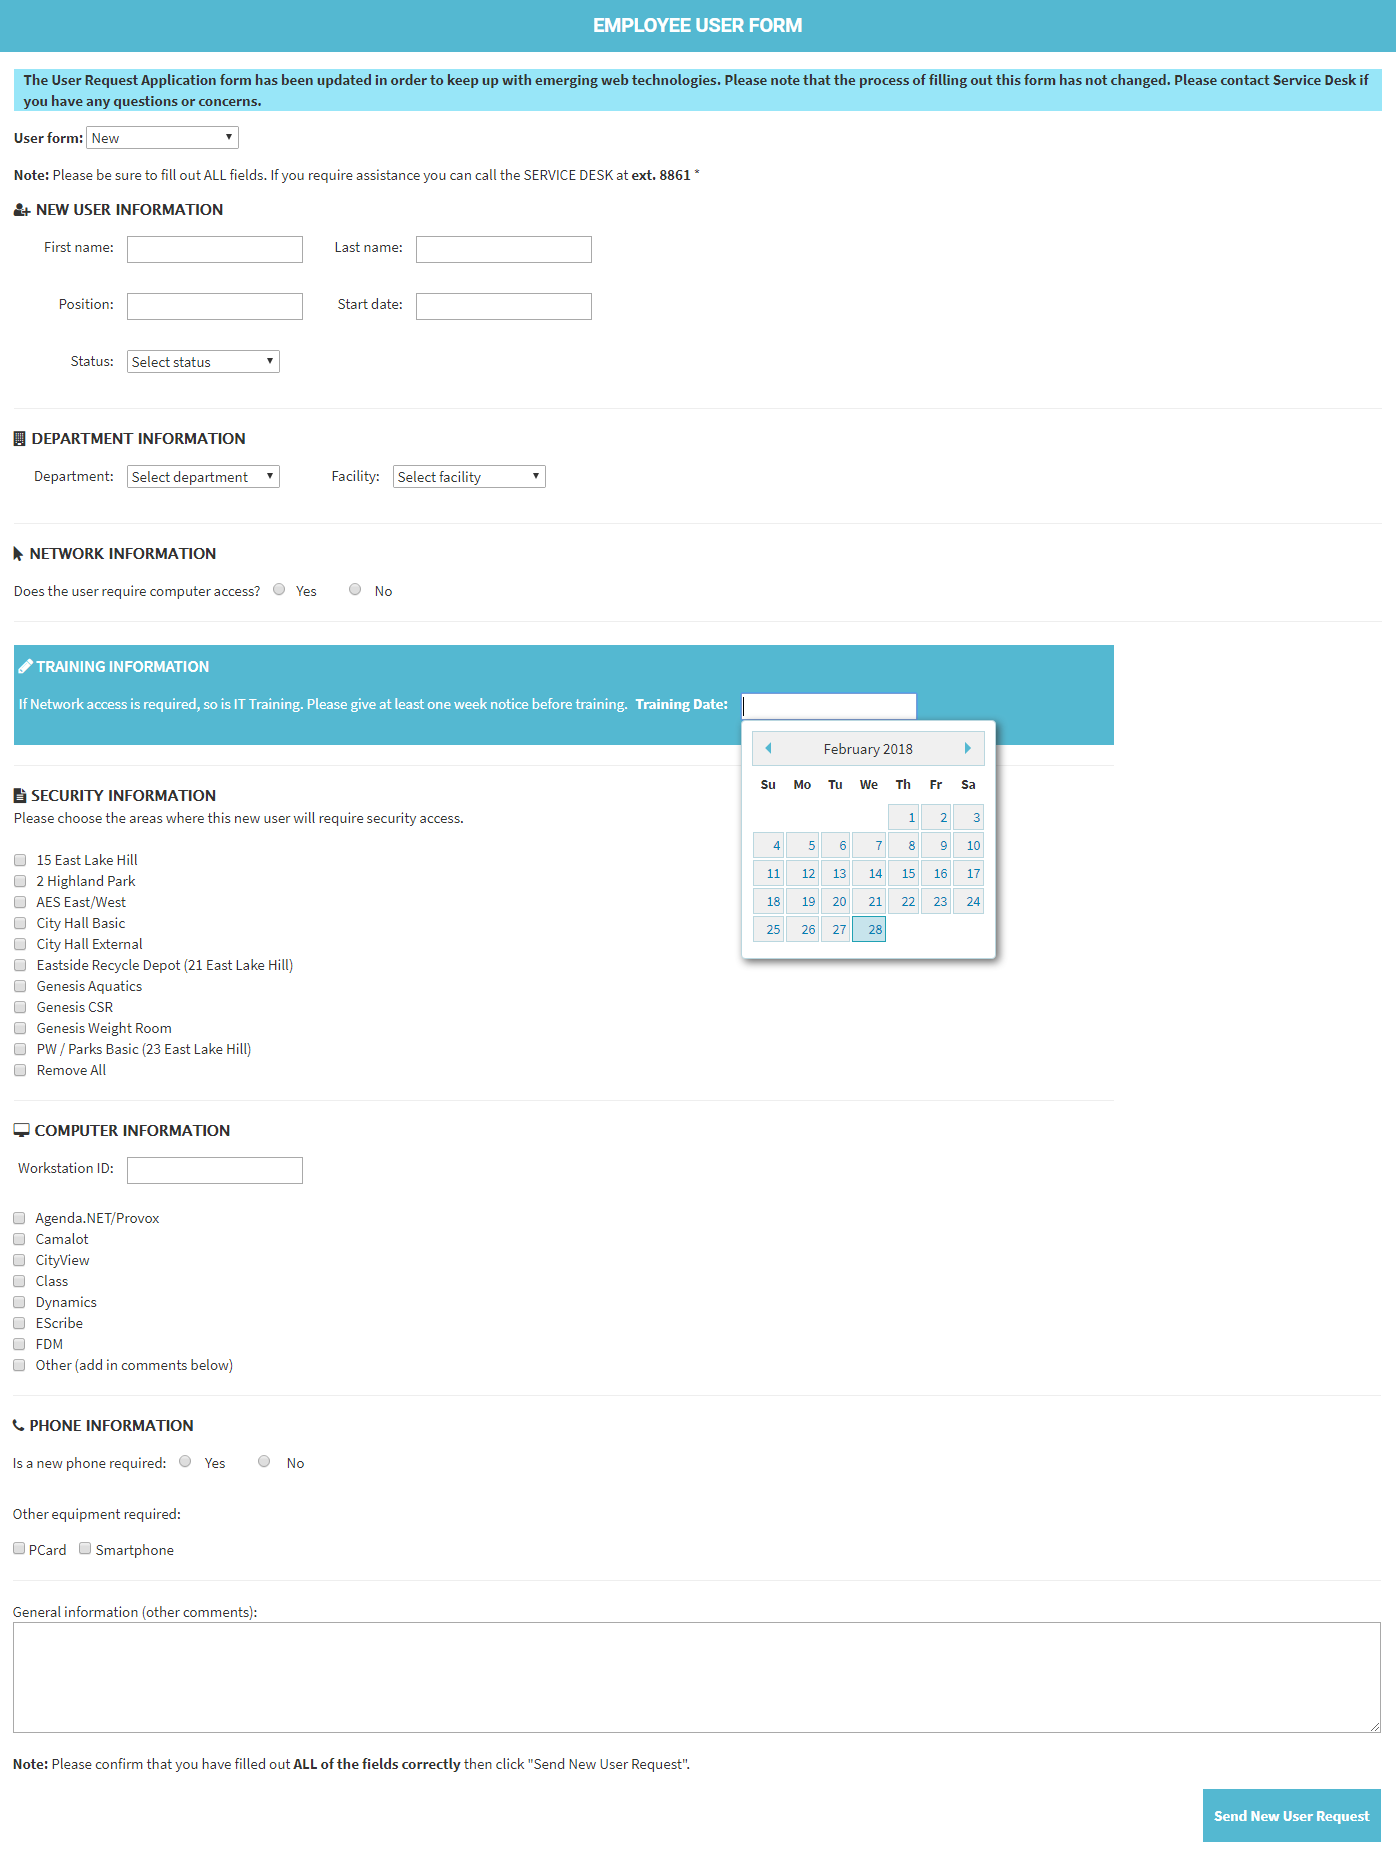 EMPLOYEE USER FORM
The User Request Application form has been updated in order to keep up with emerging web technologies. Please note that the process of filling out this form has not changed. Please contact Service Desk if
you have any questions or concerns.
User form: New
Note: Please be sure to fill out ALL fields. If you require assistance you can call the SERVICE DESK at ext. 8861 *
NEW USER INFORMATION
First name: Last name:
Position: Start date:
Status: Select status
DEPARTMENT INFORMATION
Department: Select department Facility: Select facility
NETWORK INFORMATION
Does the user require computer access? Yes No
TRAINING INFORMATION
If Network access is required, so is IT Training. Please give at least one week notice before training. Training Date:
February 2018
Su Mo Tu We Th Fr Sa
1 2 3
4 5 6 7 8 9 10
11 12 13 14 15 16 17
18 19 20 21 22 23 24
25 26 27 28
SECURITY INFORMATION
Please choose the areas where this new user will require security access.
15 East Lake Hill
2 Highland Park
AES East/West
City Hall Basic
City Hall External
Eastside Recycle Depot (21 East Lake Hill)
Genesis Aquatics
Genesis CSR
Genesis Weight Room
PW / Parks Basic (23 East Lake Hill)
Remove All
COMPUTER INFORMATION
Workstation ID:
Agenda.NET/Provox
Camalot
CityView
Class
Dynamics
EScribe
FDM
Other (add in comments below)
PHONE INFORMATION
Is a new phone required: Yes No
Other equipment required:
PCard Smartphone
General information (other comments):
Note: Please confirm that you have filled out ALL of the fields correctly then click "Send New User Request".
Send New User Request